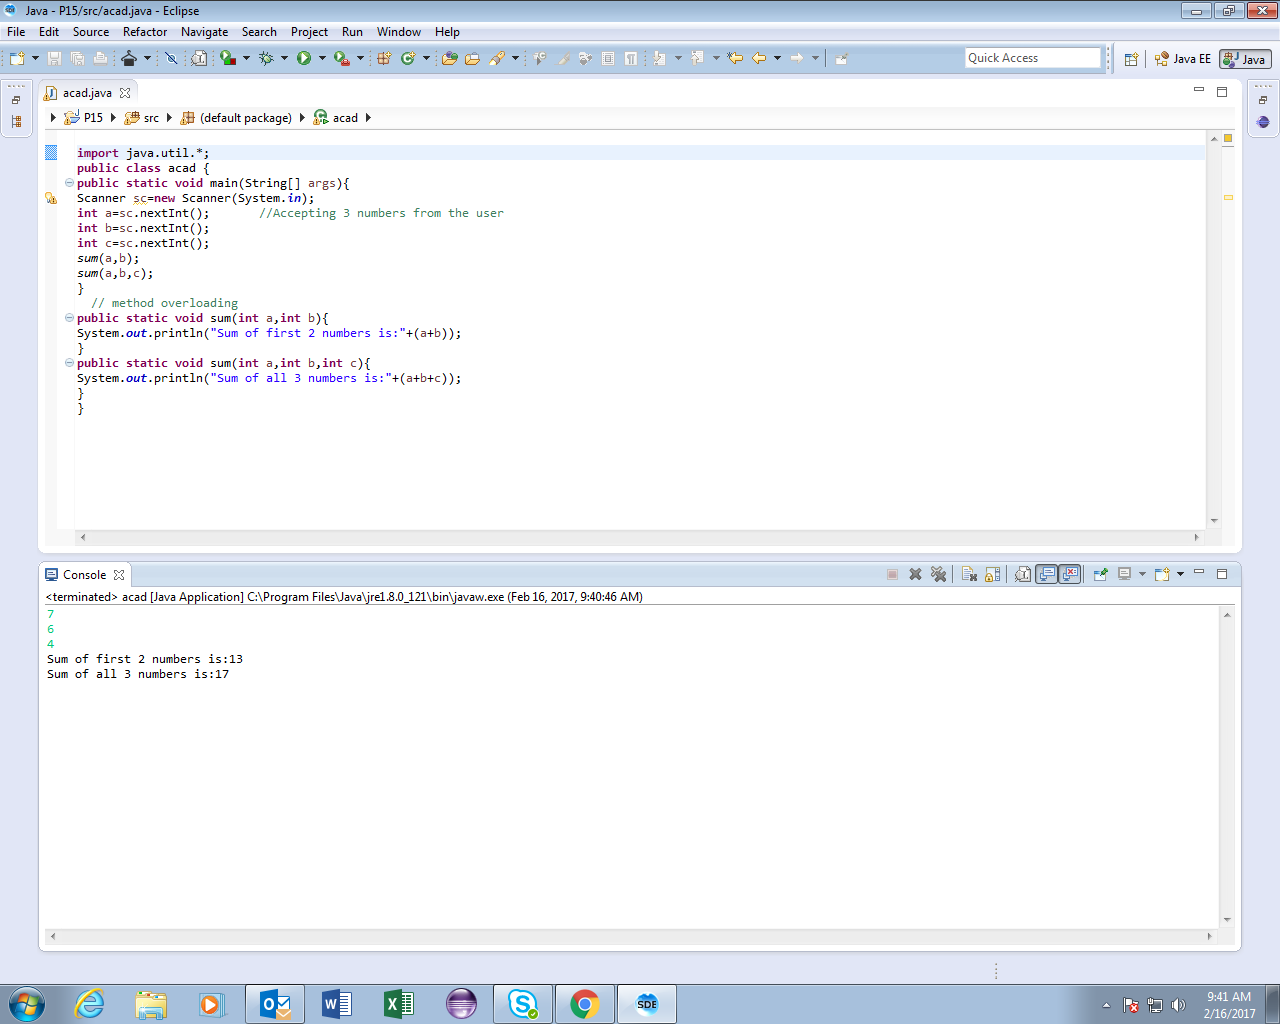 Java - P15/src/acad.java - Eclipse
File Edit Source Refactor Navigate Search Project Run Window Help
Quick Access Java EE Java
acad.java
P15 src (default package) acad
import java.util.*;
public class acad {
public static void main(String[] args){
Scanner sc=new Scanner(System.in);
int a=sc.nextInt();       //Accepting 3 numbers from the user
int b=sc.nextInt();
int c=sc.nextInt();
sum(a,b);
sum(a,b,c);
}
// method overloading
public static void sum(int a,int b){
System.out.println("Sum of first 2 numbers is:"+(a+b));
}
public static void sum(int a,int b,int c){
System.out.println("Sum of all 3 numbers is:"+(a+b+c));
}
}
Console
<terminated> acad [Java Application] C:\Program Files\Java\jre1.8.0_121\bin\javaw.exe (Feb 16, 2017, 9:40:46 AM)
7
6
4
Sum of first 2 numbers is:13
Sum of all 3 numbers is:17
SDE
9:41 AM
2/16/2017